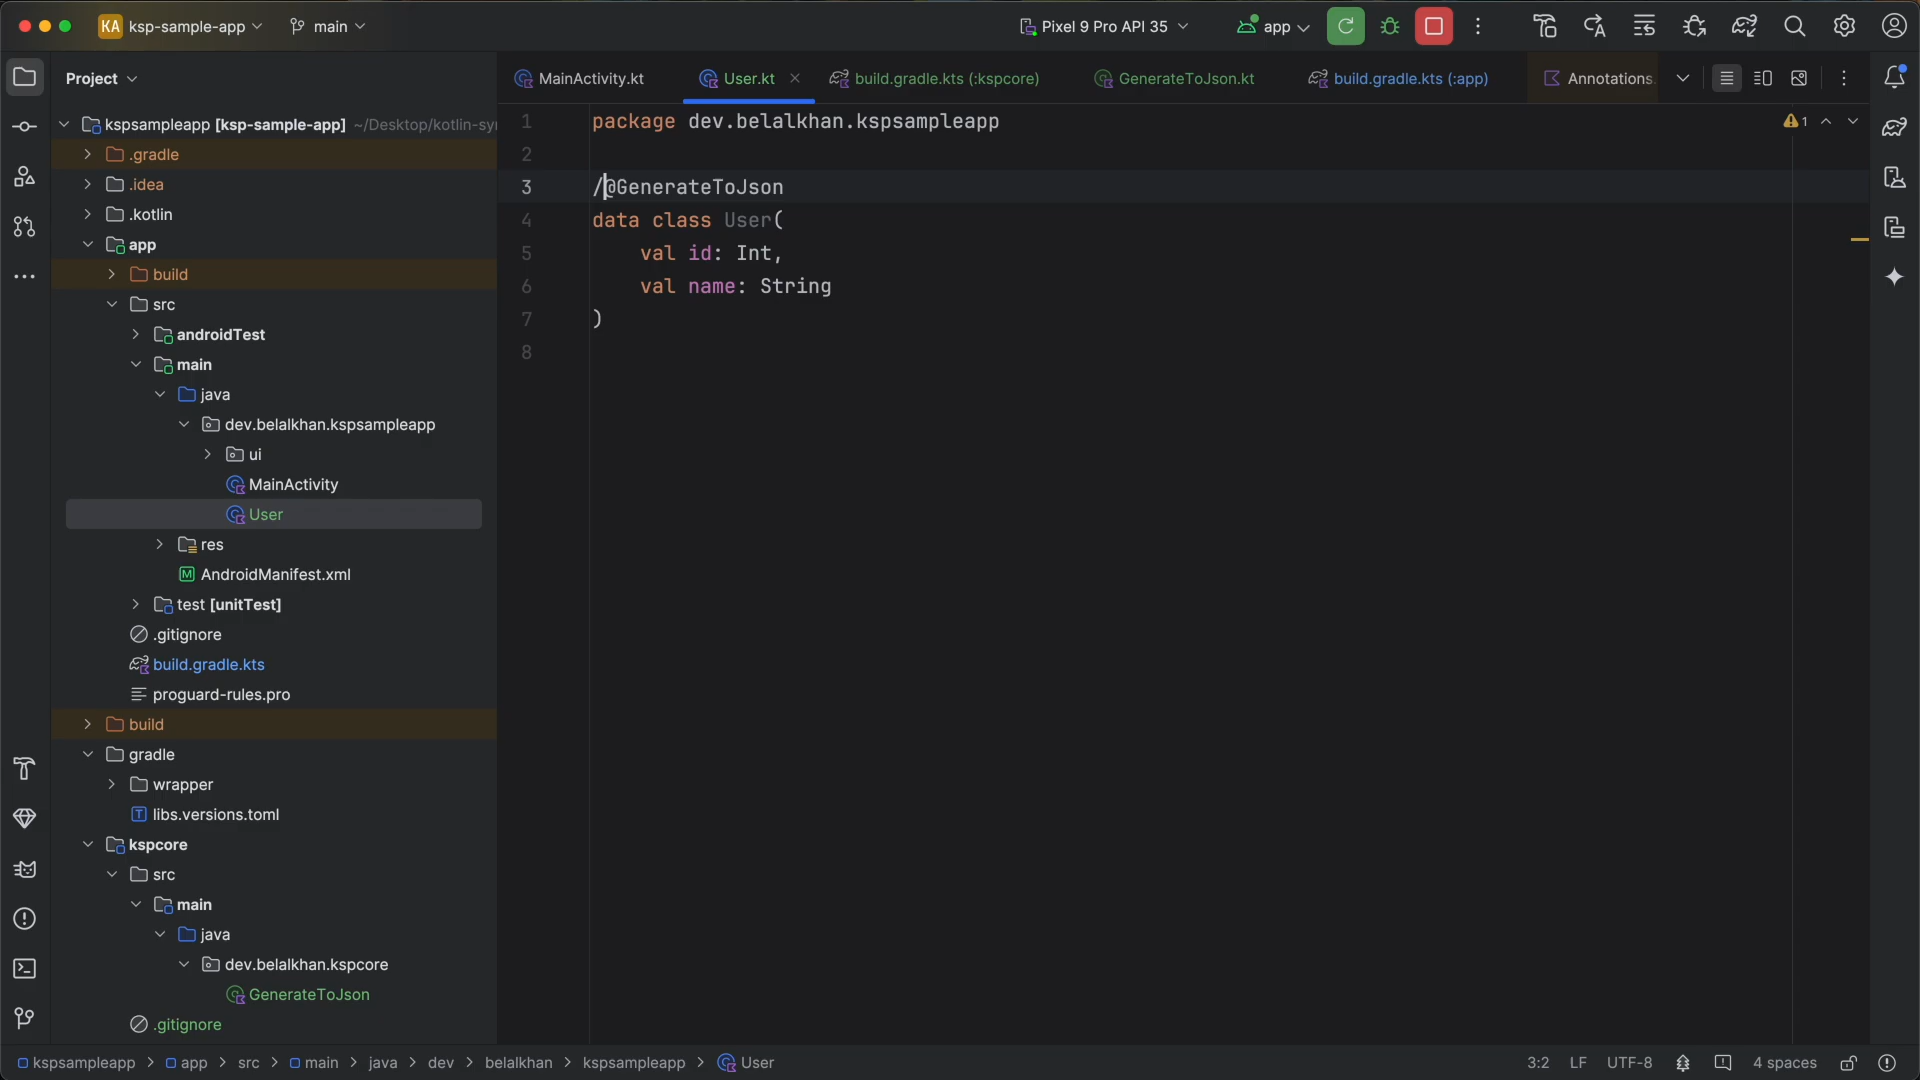 KA ksp-sample-app main Pixel 9 Pro API 35 app
Project
MainActivity.kt User.kt build.gradle.kts (:kspcore) GenerateToJson.kt build.gradle.kts (:app) Annotations.
kspsampleapp [ksp-sample-app] ~/Desktop/kotlin-syn
.gradle
.idea
.kotlin
app
build
src
androidTest
main
java
dev.belalkhan.kspsampleapp
ui
MainActivity
User
res
AndroidManifest.xml
test [unitTest]
.gitignore
build.gradle.kts
proguard-rules.pro
build
gradle
wrapper
libs.versions.toml
kspcore
src
main
java
dev.belalkhan.kspcore
GenerateToJson
.gitignore
1 package dev.belalkhan.kspsampleapp
2
3 /@GenerateToJson
4 data class User(
5 val id: Int,
6 val name: String
7 )
8
1
kspsampleapp > app > src > main > java > dev > belalkhan > kspsampleapp > User
3:2 LF UTF-8 4 spaces